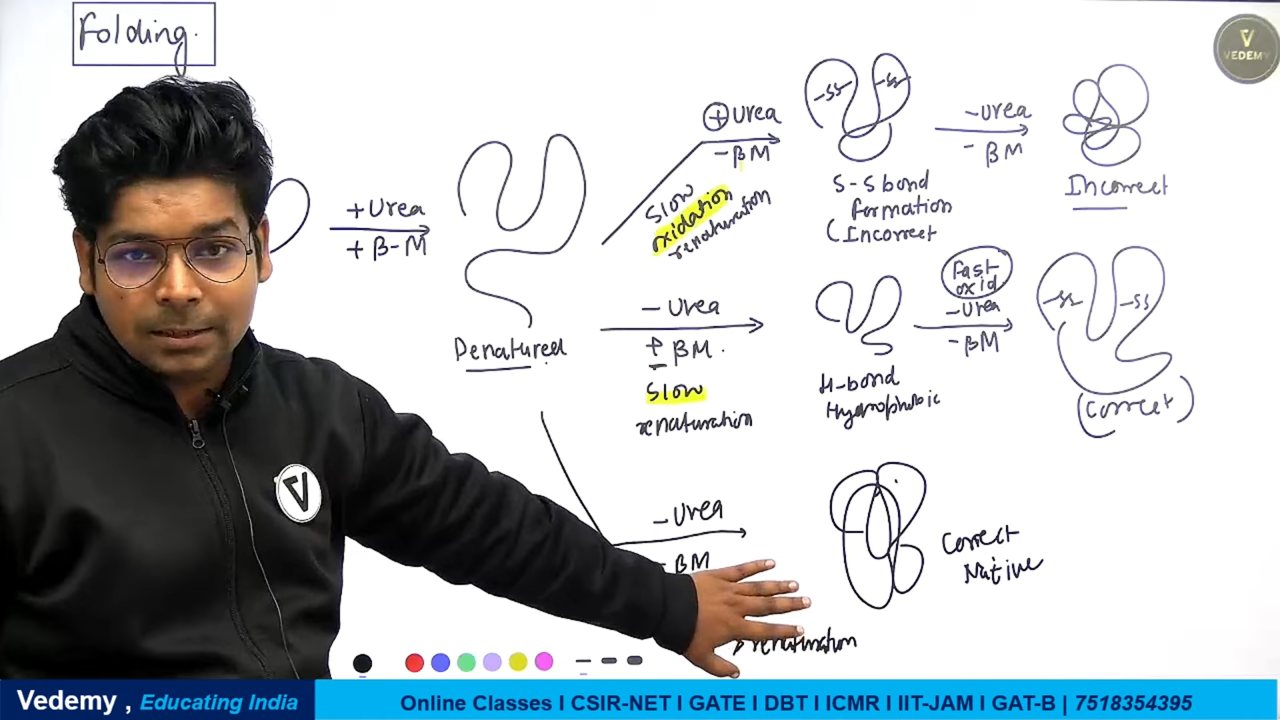 Folding.
V
VEDEMY
+Urea
+ β-M
Denatured
+ Urea
- βM
Slow
oxidation
renaturation
-SS-
-SS-
S-S bond
formation
(Incorrect
-Urea
- βM
Incorrect
- Urea
+ βM.
Slow
renaturation
H-bond
Fast
oxid
-Urea
-βM
-SS-
-SS
(Correct)
-Urea
- βM
renaturation
Correct
Native
V
Vedemy , Educating India
Online Classes I CSIR-NET I GATE I DBT I ICMR I IIT-JAM I GAT-B | 7518354395